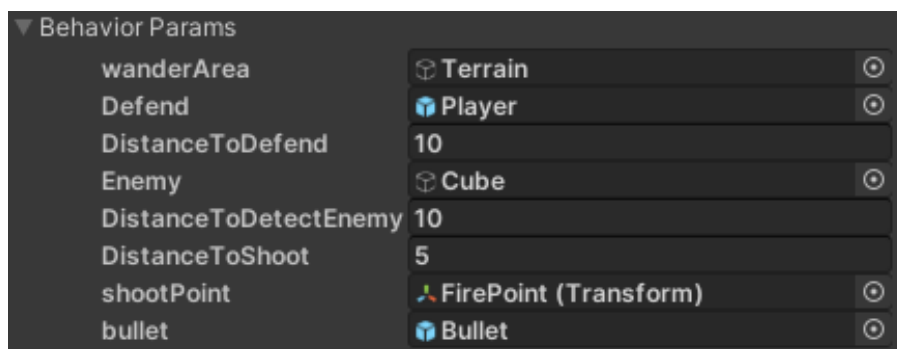 Behavior Params
wanderArea Terrain
Defend Player
DistanceToDefend 10
Enemy Cube
DistanceToDetectEnemy 10
DistanceToShoot 5
shootPoint FirePoint (Transform)
bullet Bullet